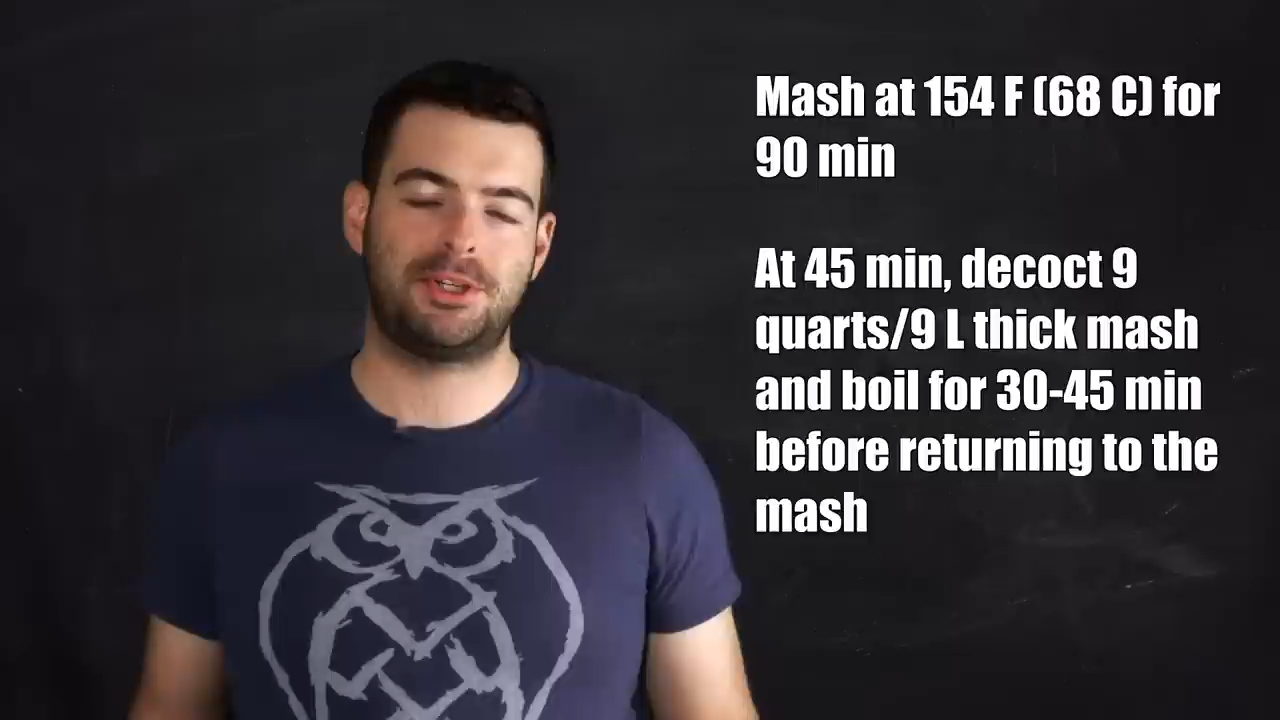 Mash at 154 F (68 C) for
90 min
At 45 min, decoct 9
quarts/9 L thick mash
and boil for 30-45 min
before returning to the
mash